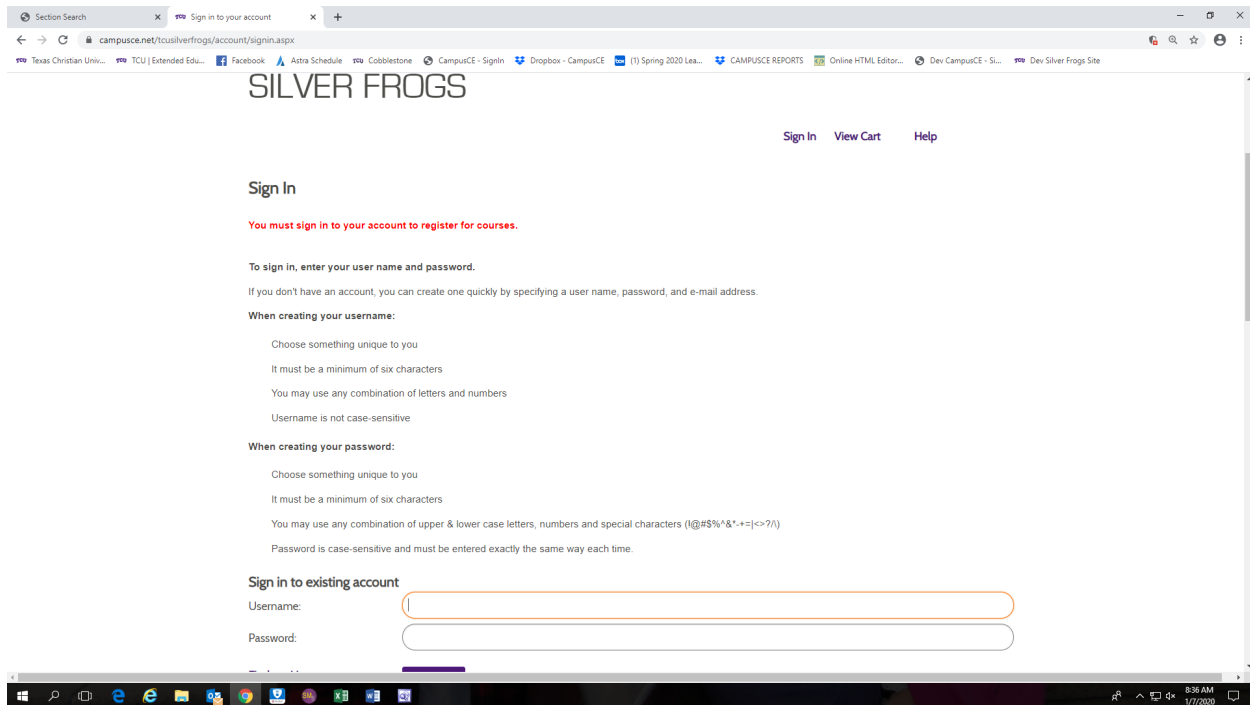 Section Search
TCU Sign in to your account
campusce.net/tcusilverfrogs/account/signin.aspx
TCU Texas Christian Univ... TCU TCU | Extended Edu... Facebook Astra Schedule TCU Cobblestone CampusCE - SignIn Dropbox - CampusCE box (1) Spring 2020 Lea... CAMPUSCE REPORTS Online HTML Editor... Dev CampusCE - Si... TCU Dev Silver Frogs Site
SILVER FROGS
Sign In View Cart Help
Sign In
You must sign in to your account to register for courses.
To sign in, enter your user name and password.
If you don't have an account, you can create one quickly by specifying a user name, password, and e-mail address.
When creating your username:
Choose something unique to you
It must be a minimum of six characters
You may use any combination of letters and numbers
Username is not case-sensitive
When creating your password:
Choose something unique to you
It must be a minimum of six characters
You may use any combination of upper & lower case letters, numbers and special characters (!@#$%^&*-+=|<>?/\)
Password is case-sensitive and must be entered exactly the same way each time.
Sign in to existing account
Username:
Password:
8:36 AM
1/7/2020